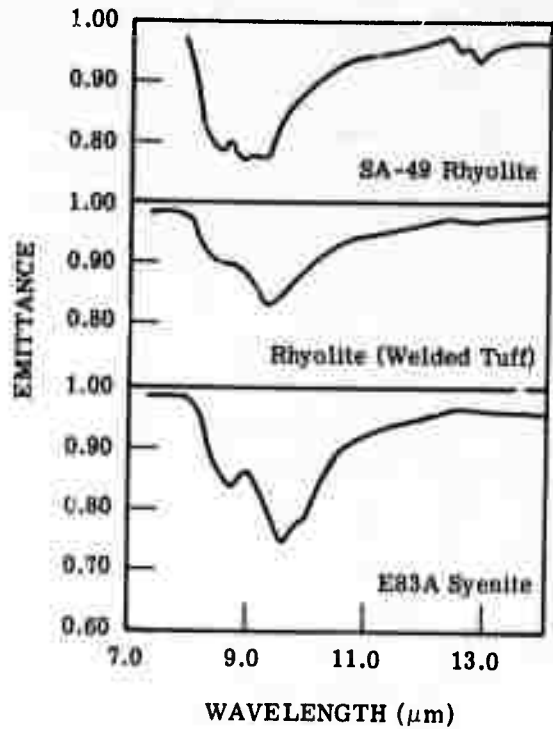 1.00
0.90
0.80
SA-49 Rhyolite
1.00
0.90
0.80
Rhyolite (Welded Tuff)
1.00
0.90
0.80
0.70
E83A Syenite
0.60
7.0 9.0 11.0 13.0
EMITTANCE
WAVELENGTH (μm)